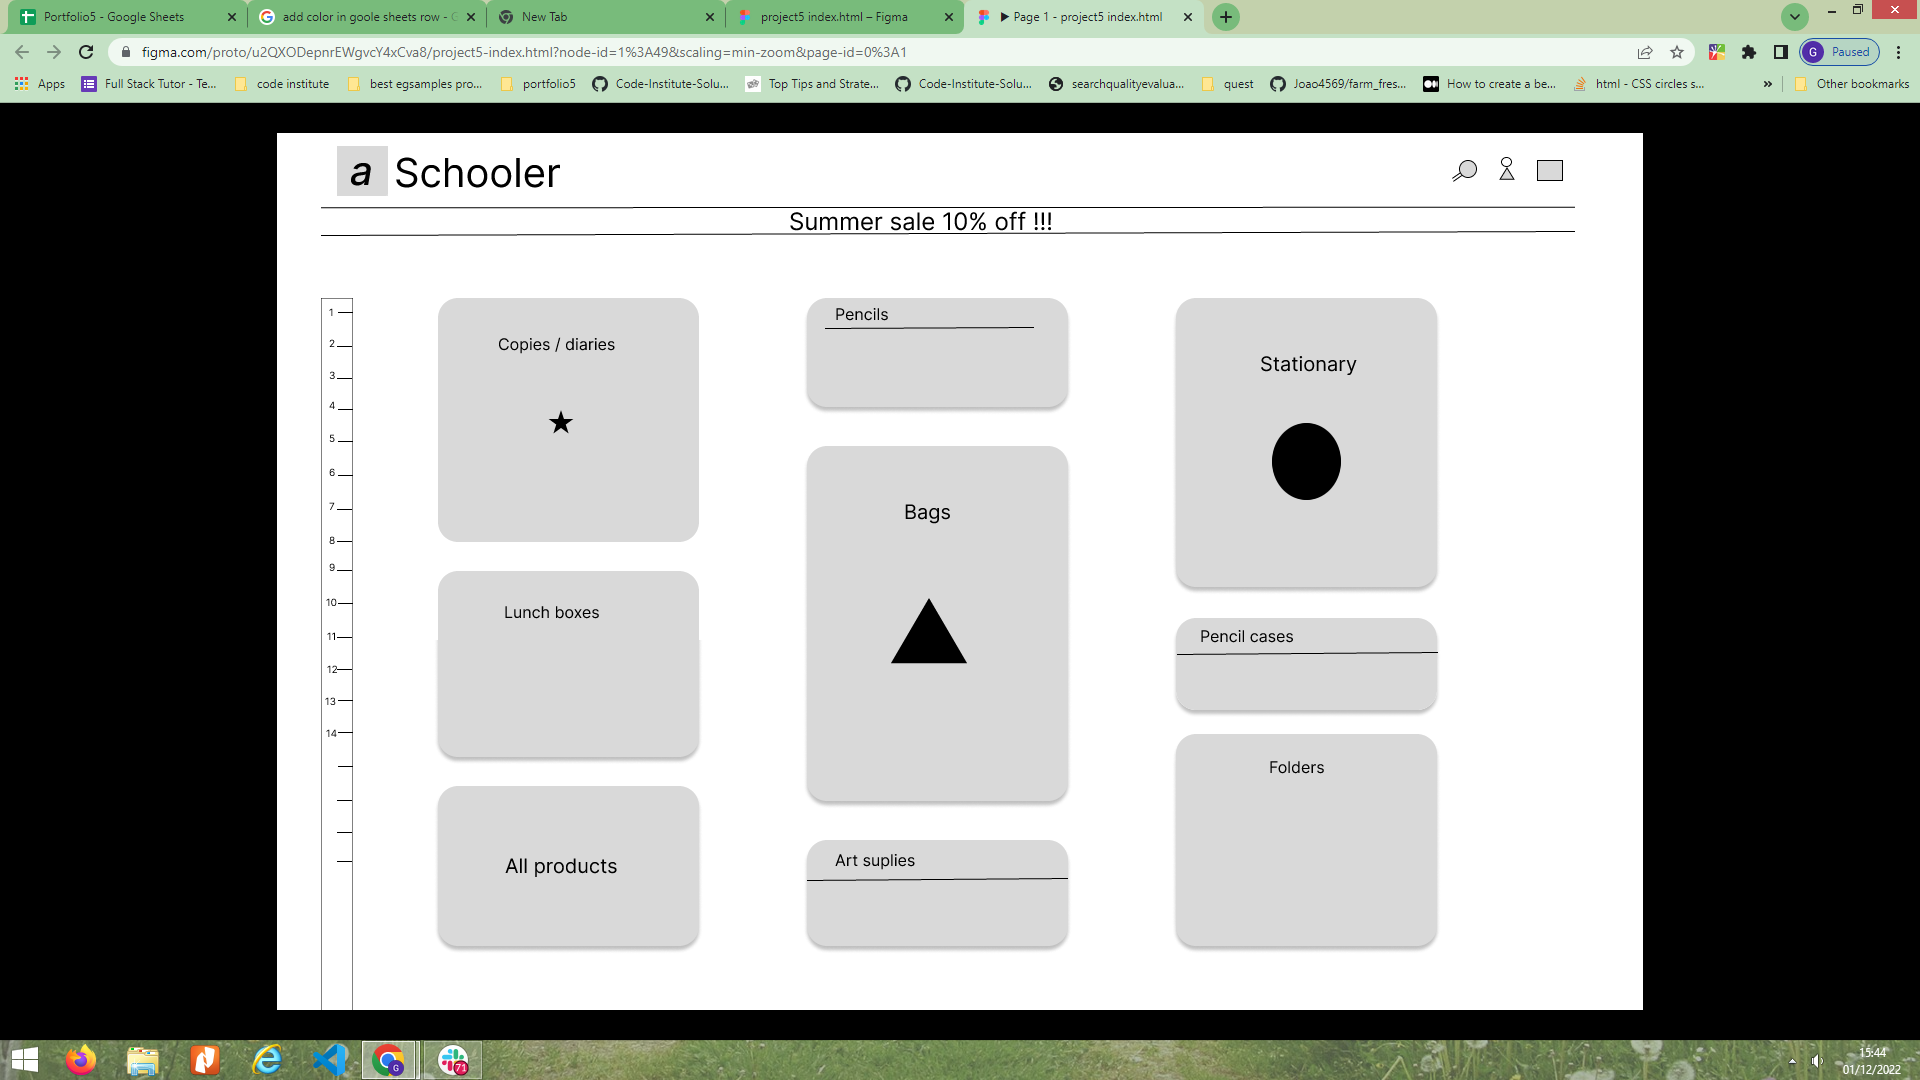 Portfolio5 - Google Sheets
add color in goole sheets row - G
New Tab
project5 index.html – Figma
Page 1 - project5 index.html
figma.com/proto/u2QXODepnrEWgvcY4xCva8/project5-index.html?node-id=1%3A49&scaling=min-zoom&page-id=0%3A1
G Paused
Apps
Full Stack Tutor - Te...
code institute
best egsamples pro...
portfolio5
Code-Institute-Solu...
Top Tips and Strate...
Code-Institute-Solu...
searchqualityevalua...
quest
Joao4569/farm_fres...
How to create a be...
html - CSS circles s...
»
Other bookmarks
a Schooler
Summer sale 10% off !!!
1
2
3
4
5
6
7
8
9
10
11
12
13
14
Copies / diaries
Lunch boxes
All products
Pencils
Bags
Art suplies
Stationary
Pencil cases
Folders
G
71
15:44
01/12/2022